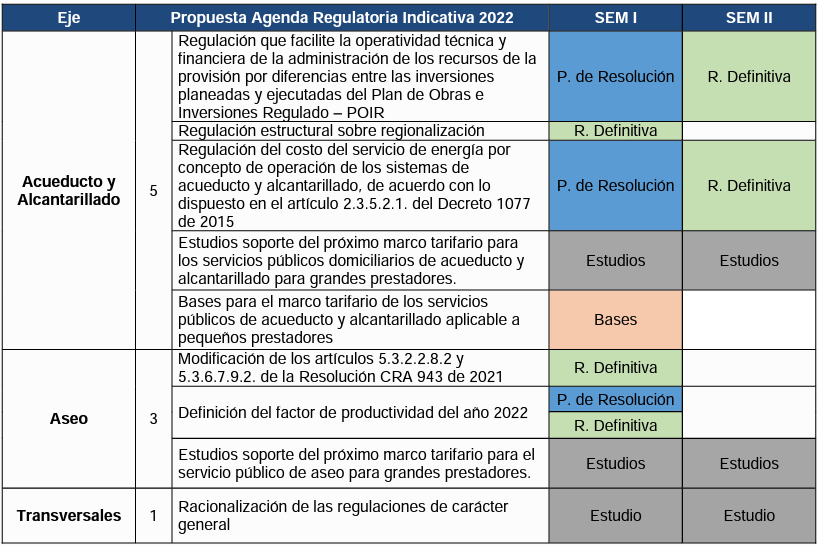 Eje Propuesta Agenda Regulatoria Indicativa 2022 SEM I SEM II
Acueducto y
Alcantarillado
5
Regulación que facilite la operatividad técnica y
financiera de la administración de los recursos de la
provisión por diferencias entre las inversiones
planeadas y ejecutadas del Plan de Obras e
Inversiones Regulado – POIR
P. de Resolución
R. Definitiva
Regulación estructural sobre regionalización
R. Definitiva
Regulación del costo del servicio de energía por
concepto de operación de los sistemas de
acueducto y alcantarillado, de acuerdo con lo
dispuesto en el artículo 2.3.5.2.1. del Decreto 1077
de 2015
P. de Resolución
R. Definitiva
Estudios soporte del próximo marco tarifario para
los servicios públicos domiciliarios de acueducto y
alcantarillado para grandes prestadores.
Estudios
Estudios
Bases para el marco tarifario de los servicios
públicos de acueducto y alcantarillado aplicable a
pequeños prestadores
Bases
Aseo
3
Modificación de los artículos 5.3.2.2.8.2 y
5.3.6.7.9.2. de la Resolución CRA 943 de 2021
R. Definitiva
Definición del factor de productividad del año 2022
P. de Resolución
R. Definitiva
Estudios soporte del próximo marco tarifario para el
servicio público de aseo para grandes prestadores.
Estudios
Estudios
Transversales
1
Racionalización de las regulaciones de carácter
general
Estudio
Estudio